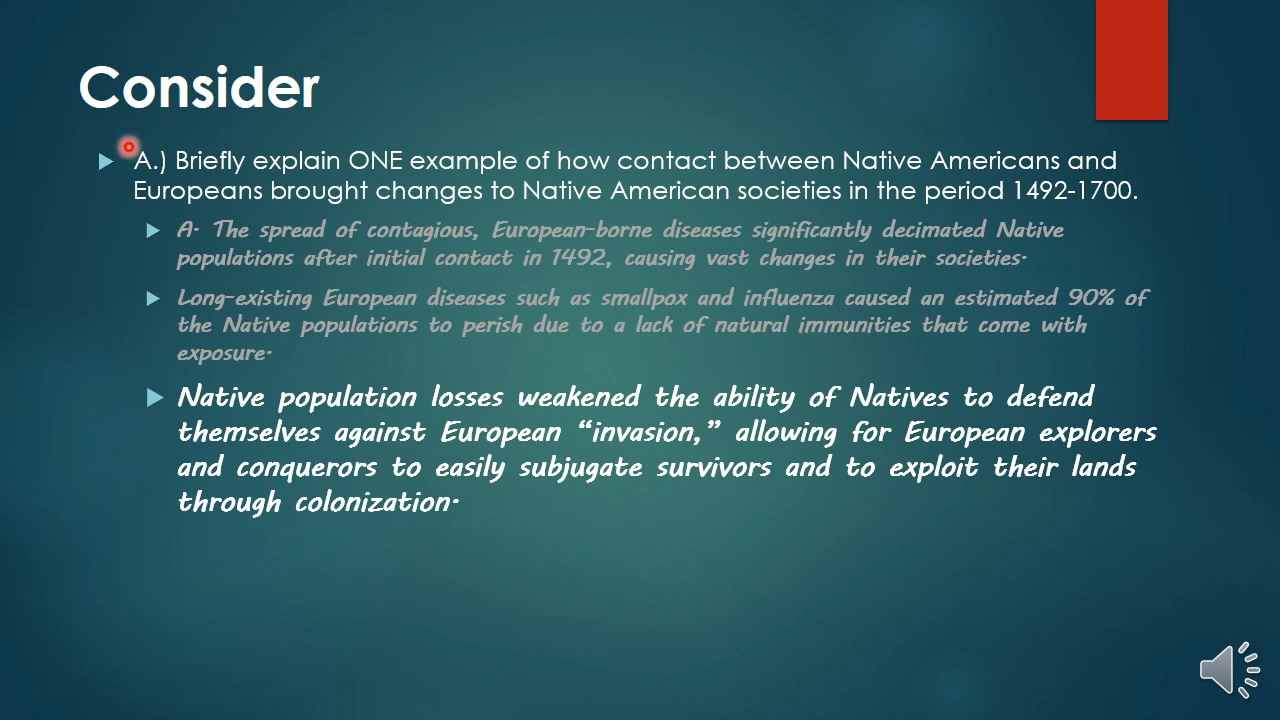 Consider
A.) Briefly explain ONE example of how contact between Native Americans and
Europeans brought changes to Native American societies in the period 1492-1700.
A. The spread of contagious, European-borne diseases significantly decimated Native
populations after initial contact in 1492, causing vast changes in their societies.
Long-existing European diseases such as smallpox and influenza caused an estimated 90% of
the Native populations to perish due to a lack of natural immunities that come with
exposure.
Native population losses weakened the ability of Natives to defend
themselves against European “invasion,” allowing for European explorers
and conquerors to easily subjugate survivors and to exploit their lands
through colonization.